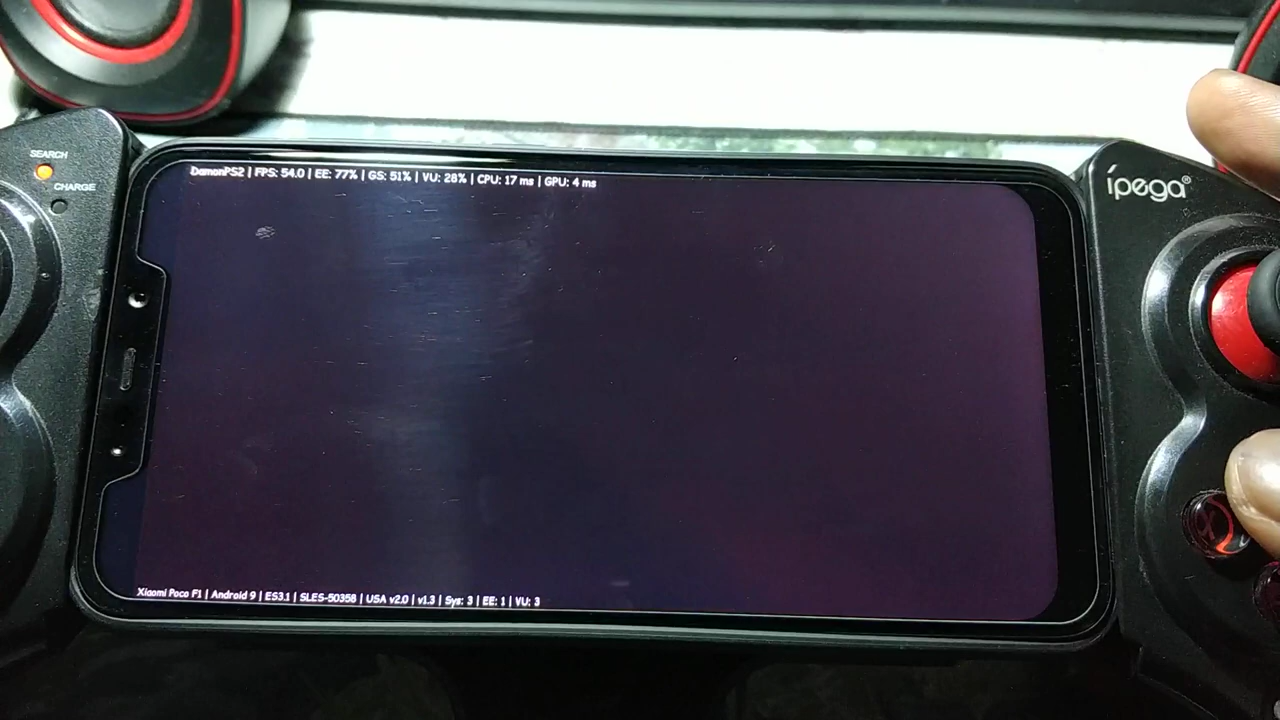 SEARCH
CHARGE
DamonPS2 | FPS: 54.0 | EE: 77% | GS: 51% | VU: 28% | CPU: 17 ms | GPU: 4 ms
ípega®
Xiaomi Poco F1 | Android 9 | ES3.1 | SLES-50358 | USA v2.0 | v1.3 | Sys: 3 | EE: 1 | VU: 3